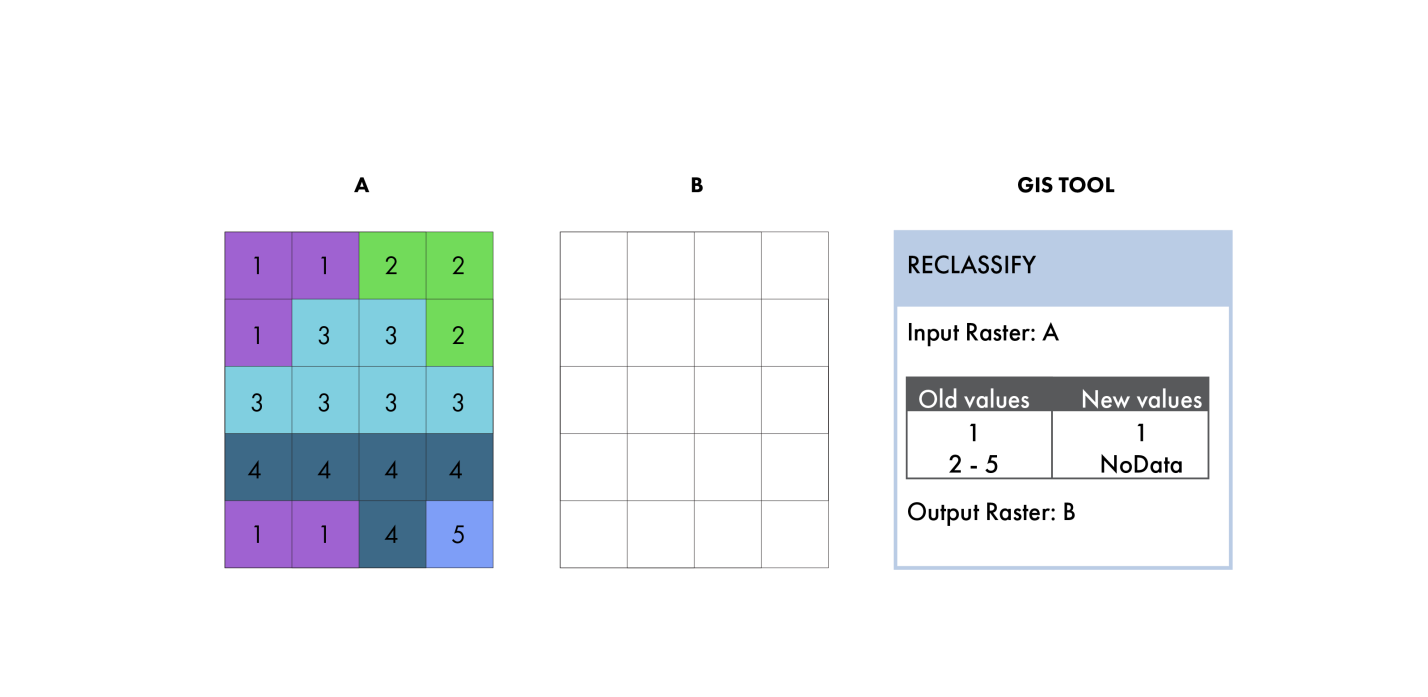 A
B
GIS TOOL
1 1 2 2
1 3 3 2
3 3 3 3
4 4 4 4
1 1 4 5
RECLASSIFY
Input Raster: A
Old values New values
1 1
2 - 5 NoData
Output Raster: B